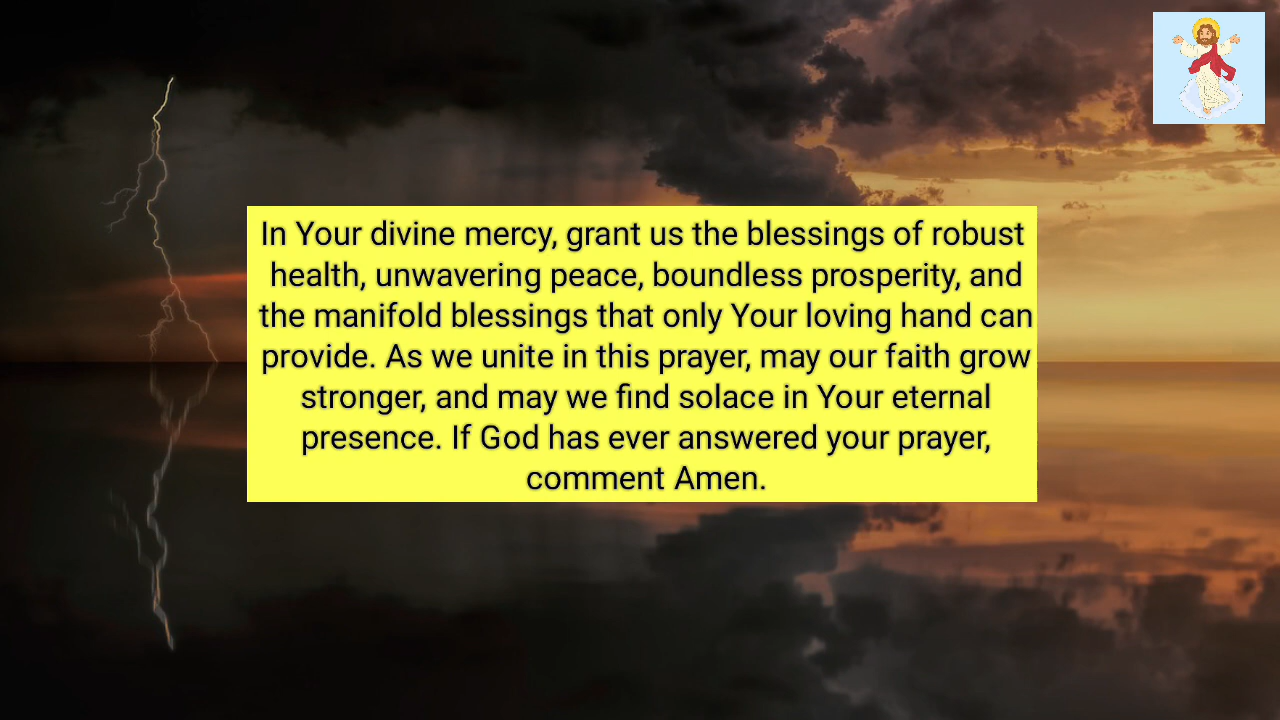 In Your divine mercy, grant us the blessings of robust
health, unwavering peace, boundless prosperity, and
the manifold blessings that only Your loving hand can
provide. As we unite in this prayer, may our faith grow
stronger, and may we find solace in Your eternal
presence. If God has ever answered your prayer,
comment Amen.